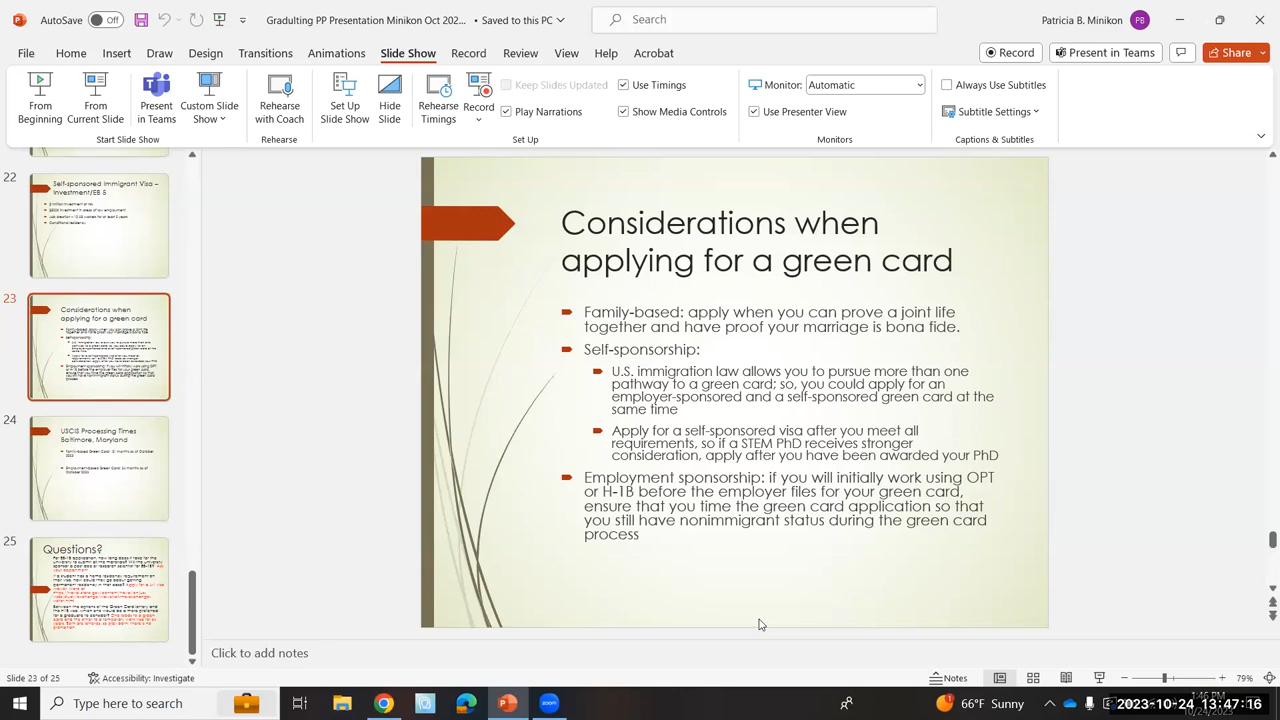 AutoSave Off
Gradulting PP Presentation Minikon Oct 202... • Saved to this PC
Search
Patricia B. Minikon PB
File Home Insert Draw Design Transitions Animations Slide Show Record Review View Help Acrobat
Record Present in Teams Share
From Beginning
From Current Slide
Present in Teams
Custom Slide Show
Start Slide Show
Rehearse with Coach
Rehearse
Set Up Slide Show
Hide Slide
Rehearse Timings
Record
Keep Slides Updated
Use Timings
Play Narrations
Show Media Controls
Set Up
Monitor: Automatic
Use Presenter View
Monitors
Always Use Subtitles
Subtitle Settings
Captions & Subtitles
22
Self-sponsored Immigrant Visa –
Investment/EB 5
23
Considerations when
applying for a green card
24
USCIS Processing Times
Baltimore, Maryland
25
Questions?
Considerations when
applying for a green card
Family-based: apply when you can prove a joint life
together and have proof your marriage is bona fide.
Self-sponsorship:
U.S. immigration law allows you to pursue more than one
pathway to a green card; so, you could apply for an
employer-sponsored and a self-sponsored green card at the
same time
Apply for a self-sponsored visa after you meet all
requirements, so if a STEM PhD receives stronger
consideration, apply after you have been awarded your PhD
Employment sponsorship: if you will initially work using OPT
or H-1B before the employer files for your green card,
ensure that you time the green card application so that
you still have nonimmigrant status during the green card
process
Click to add notes
Slide 23 of 25 Accessibility: Investigate Notes 79%
Type here to search
zoom
66°F Sunny
1:46 PM
2023-10-24 13:47:16